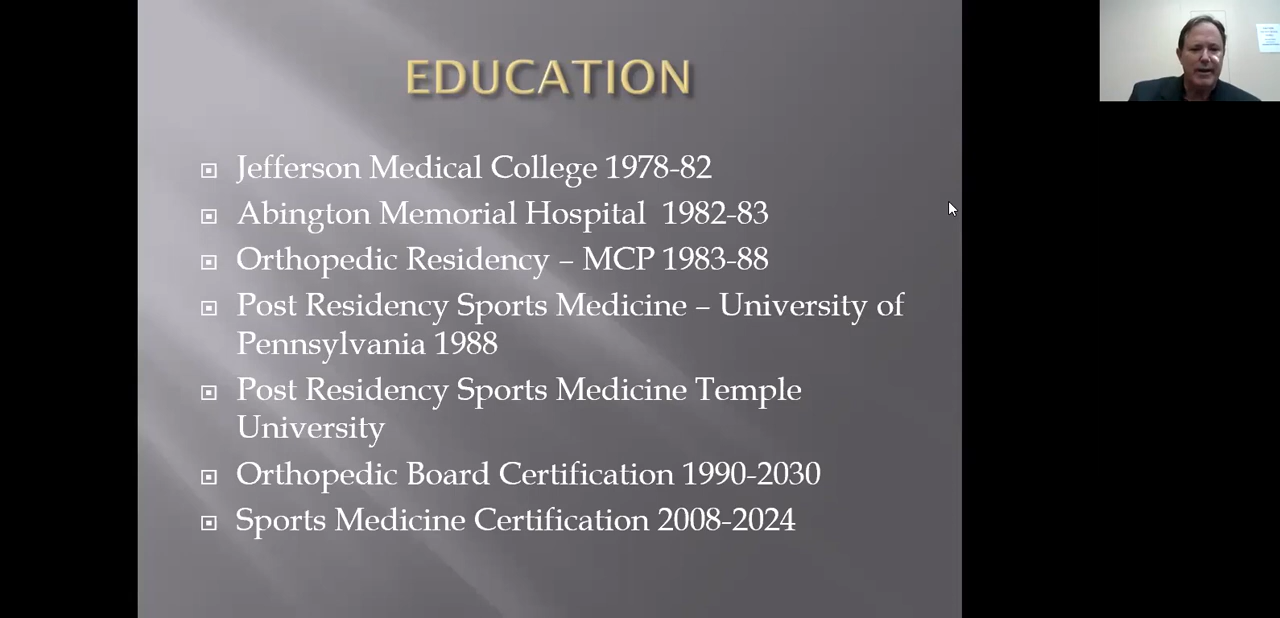 EDUCATION
Jefferson Medical College 1978-82
Abington Memorial Hospital 1982-83
Orthopedic Residency – MCP 1983-88
Post Residency Sports Medicine – University of
Pennsylvania 1988
Post Residency Sports Medicine Temple
University
Orthopedic Board Certification 1990-2030
Sports Medicine Certification 2008-2024